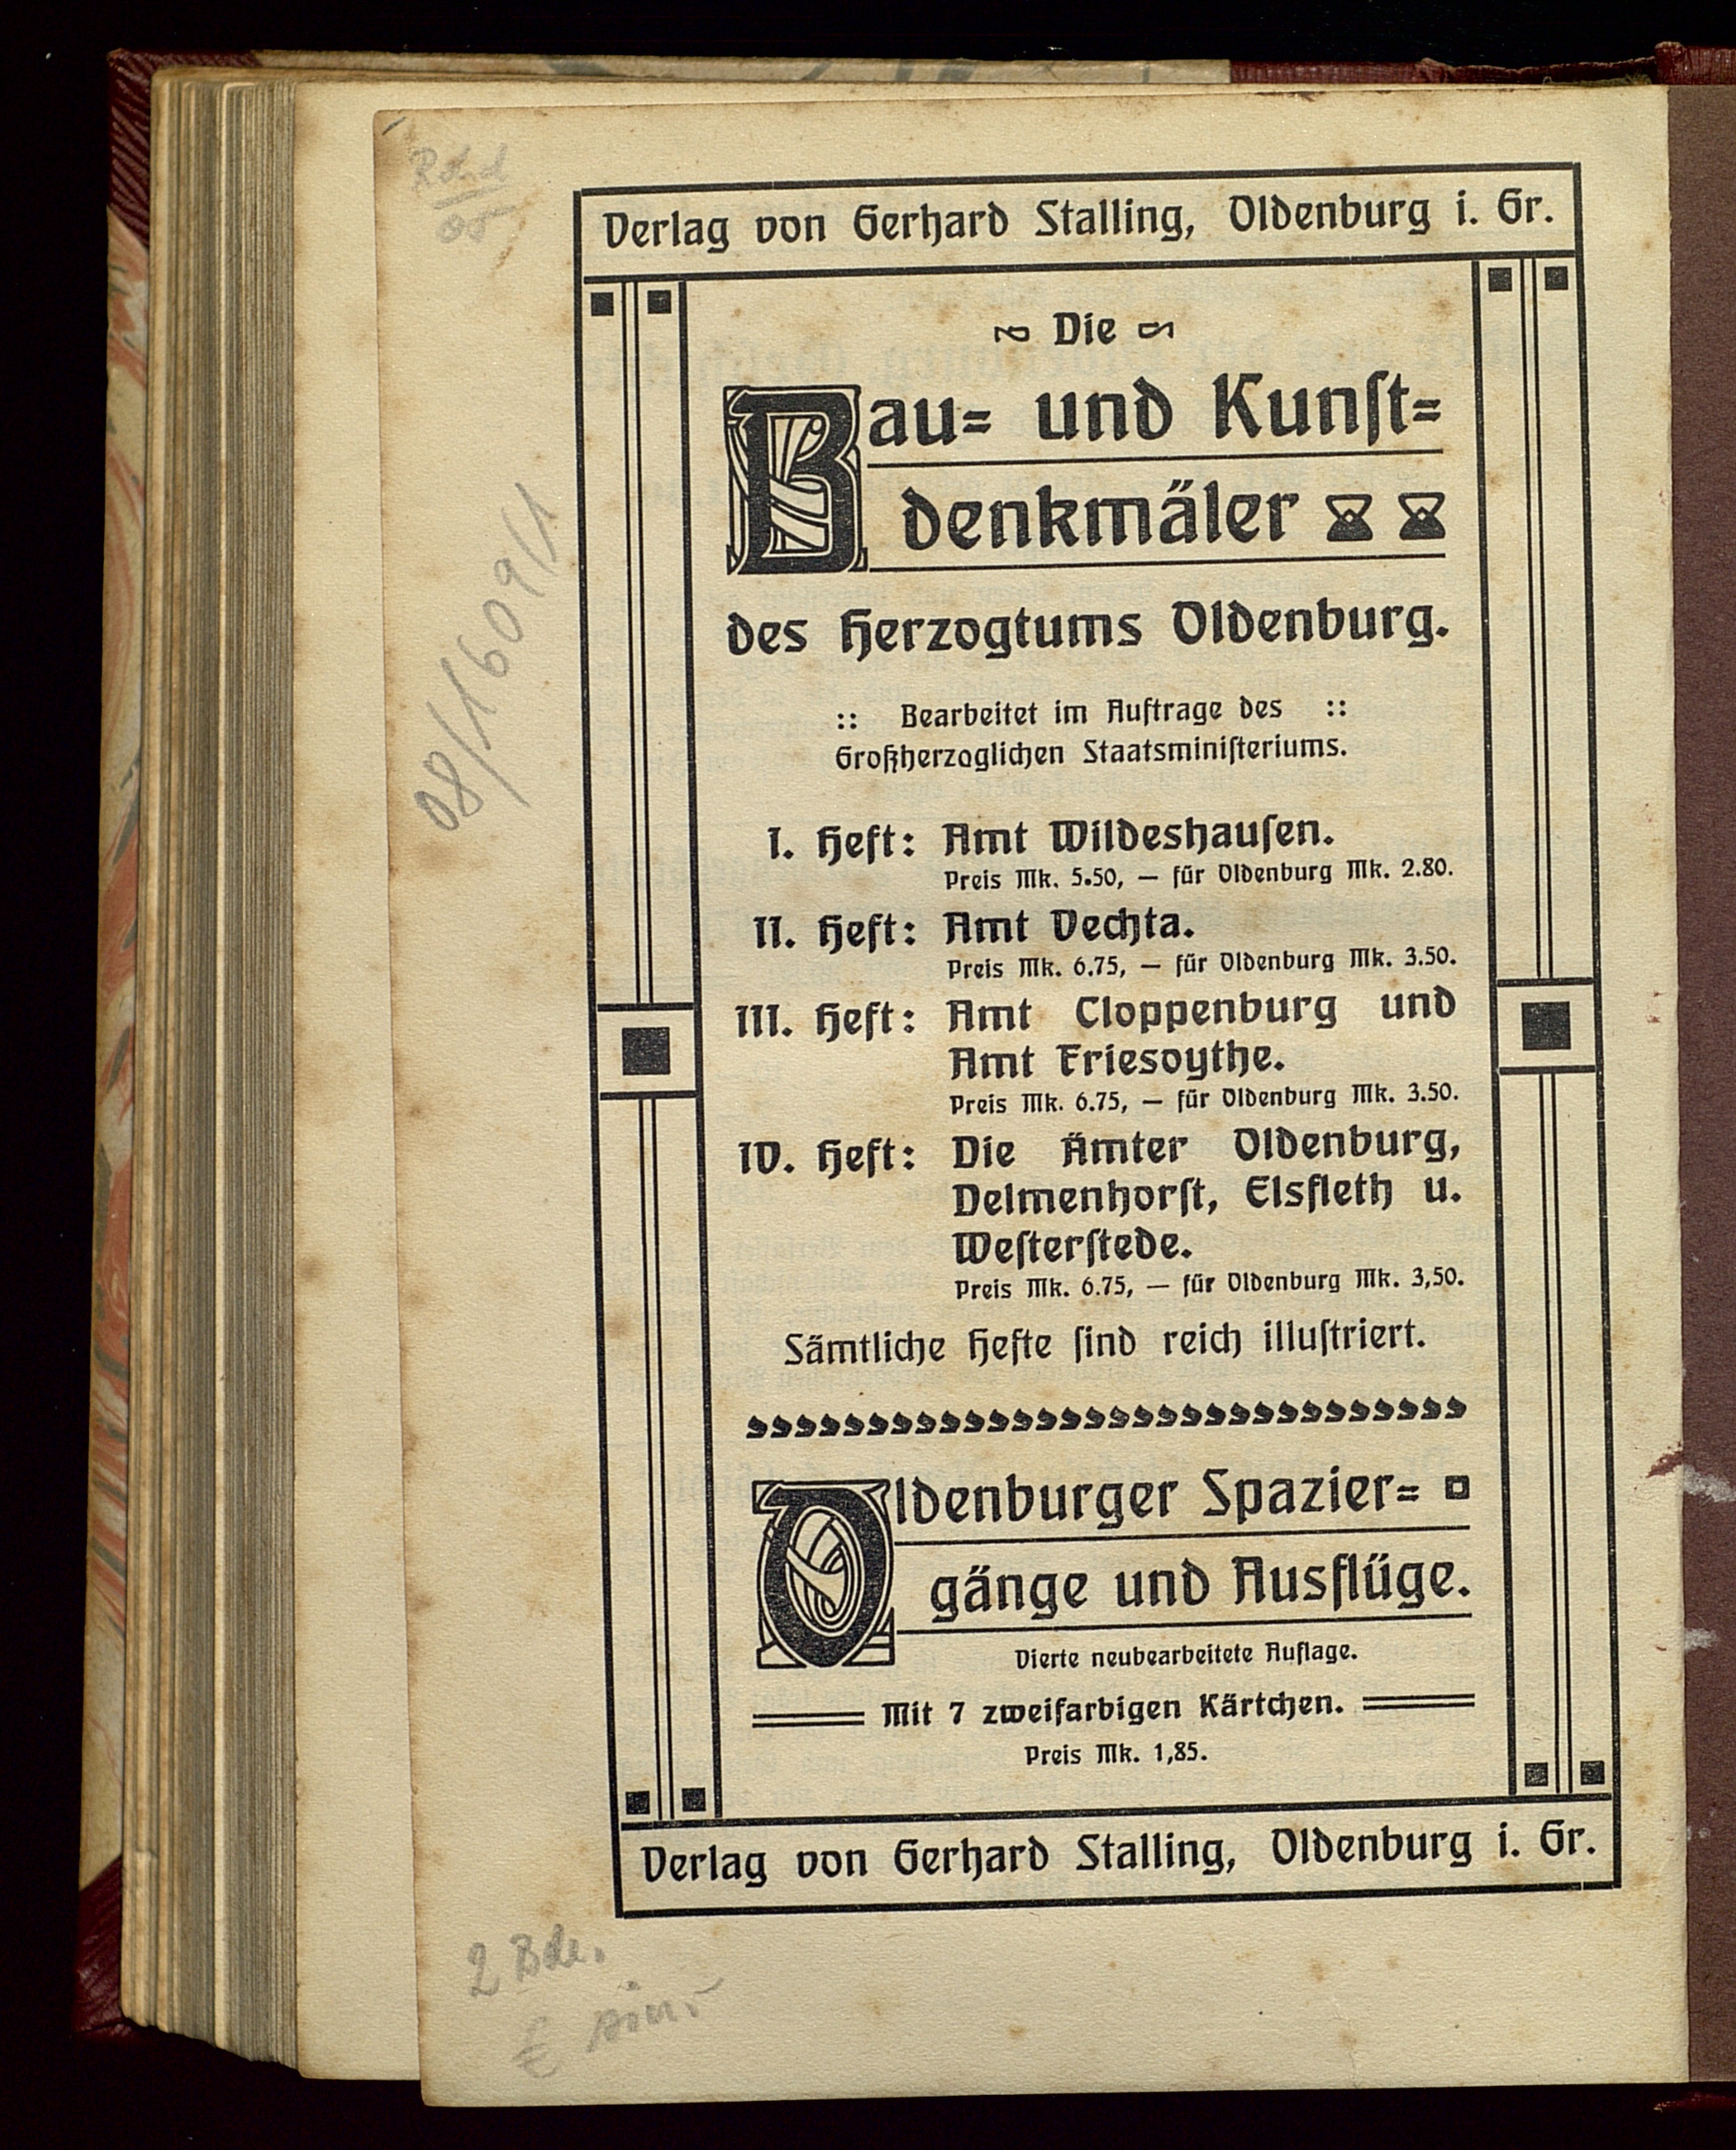 Verlag von Gerhard Stalling, Oldenburg i. Gr.
Die
Bau= und Kunſt=
denkmäler
des Herzogtums Oldenburg.
:: Bearbeitet im Auftrage des ::
Großherzoglichen Staatsminiſteriums.
I. Heft: Amt Wildeshauſen.
Preis Mk. 5.50, — für Oldenburg Mk. 2.80.
II. Heft: Amt Vechta.
Preis Mk. 6.75, — für Oldenburg Mk. 3.50.
III. Heft: Amt Cloppenburg und
Amt Frieſoythe.
Preis Mk. 6.75, — für Oldenburg Mk. 3.50.
IV. Heft: Die Ämter Oldenburg,
Delmenhorſt, Elsfleth u.
Weſterſtede.
Preis Mk. 6.75, — für Oldenburg Mk. 3,50.
Sämtliche Hefte ſind reich illuſtriert.
Oldenburger Spazier=
gänge und Ausflüge.
Vierte neubearbeitete Auflage.
Mit 7 zweifarbigen Kärtchen.
Preis Mk. 1,85.
Verlag von Gerhard Stalling, Oldenburg i. Gr.
08/1609/1
2 Bde.